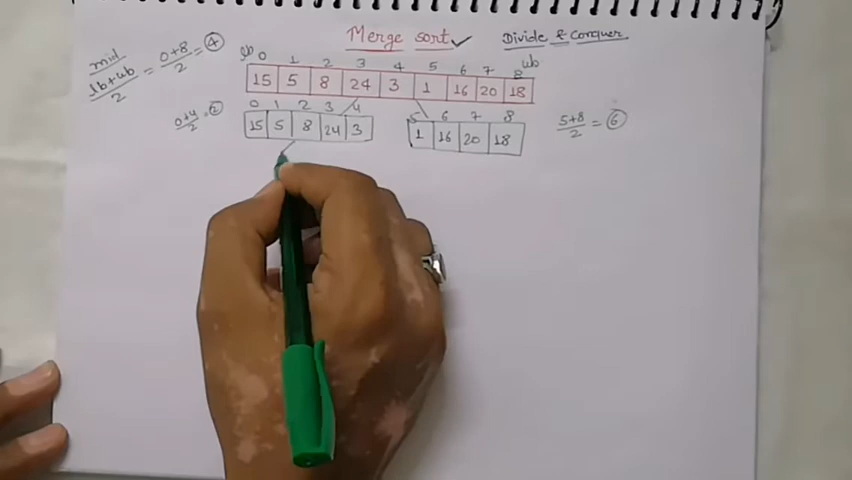 Merge sort ✓ Divide & Conquer
mid
lb+ub/2 = 0+8/2 = 4
lb ub
0 1 2 3 4 5 6 7 8
15 5 8 24 3 1 16 20 18
0 1 2 3 4 5 6 7 8
0+4/2 = 2 15 5 8 24 3 1 16 20 18 5+8/2 = 6